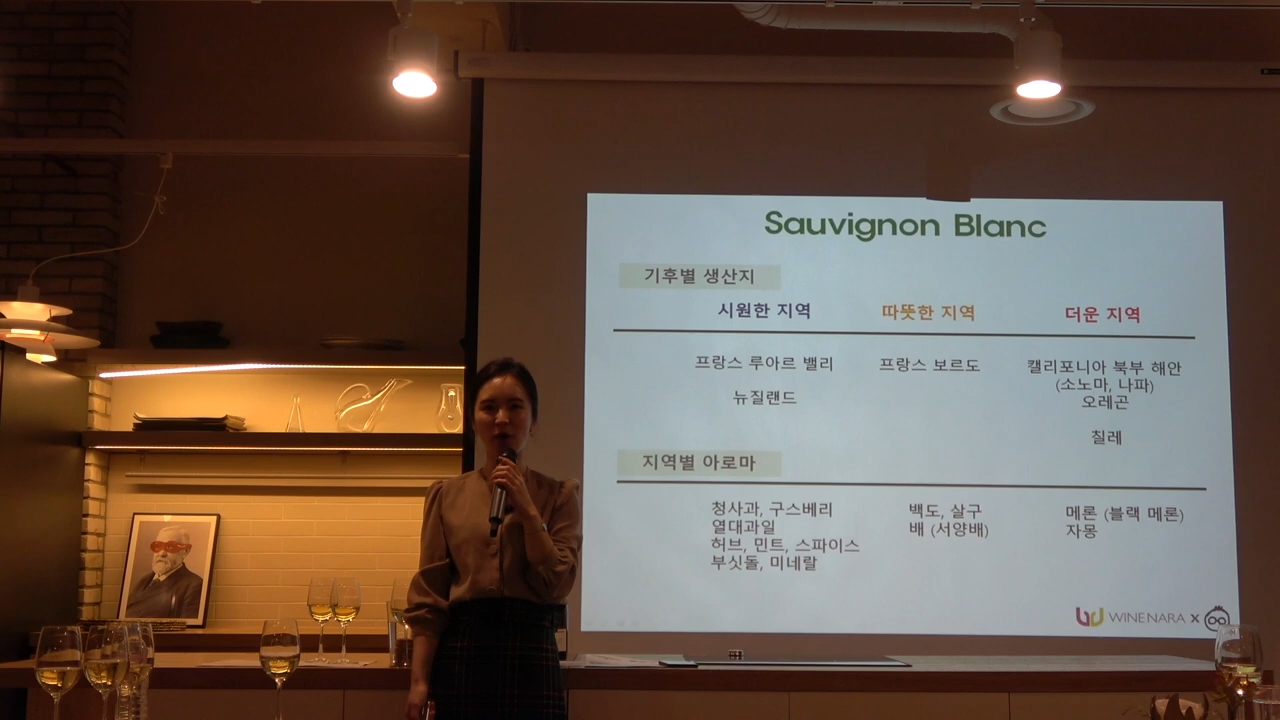 Sauvignon Blanc
기후별 생산지
시원한 지역 따뜻한 지역 더운 지역
프랑스 루아르 밸리 프랑스 보르도 캘리포니아 북부 해안
(소노마, 나파)
뉴질랜드 오레곤
칠레
지역별 아로마
청사과, 구스베리 백도, 살구 메론 (블랙 메론)
열대과일 배 (서양배) 자몽
허브, 민트, 스파이스
부싯돌, 미네랄
WINENARA X